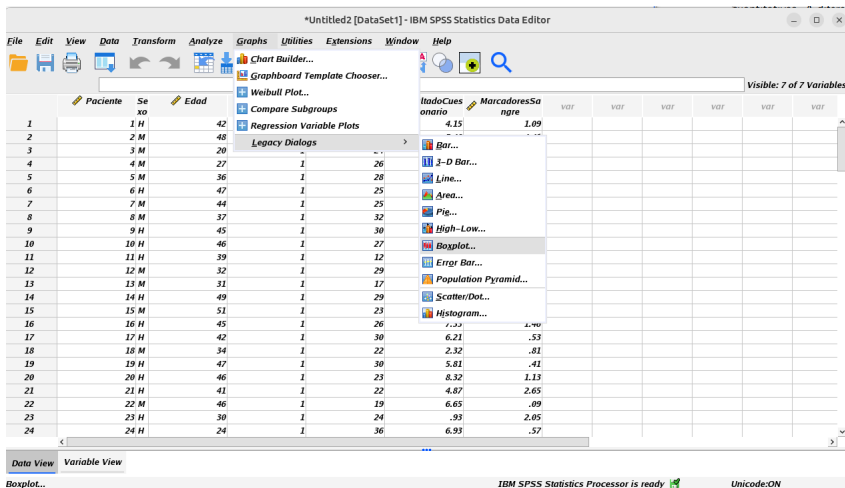 *Untitled2 [DataSet1] - IBM SPSS Statistics Data Editor
File Edit View Data Transform Analyze Graphs Utilities Extensions Window Help
Chart Builder...
Graphboard Template Chooser...
Weibull Plot...
Compare Subgroups
Regression Variable Plots
Legacy Dialogs
Bar...
3-D Bar...
Line...
Area...
Pie...
High-Low...
Boxplot...
Error Bar...
Population Pyramid...
Scatter/Dot...
Histogram...
Visible: 7 of 7 Variables
Paciente Sexo Edad ltadoCuestionario MarcadoresSangre var var var var
1 1 H 42 4.15 1.09
2 2 M 48
3 3 M 20
4 4 M 27 1 26
5 5 M 36 1 28
6 6 H 47 1 25
7 7 M 44 1 25
8 8 M 37 1 32
9 9 H 45 1 30
10 10 H 46 1 27
11 11 H 39 1 12
12 12 M 32 1 29
13 13 M 31 1 17
14 14 H 49 1 29
15 15 M 51 1 23
16 16 H 45 1 26
17 17 H 42 1 30 6.21 .53
18 18 M 34 1 22 2.32 .81
19 19 H 47 1 30 5.81 .41
20 20 H 46 1 23 8.32 1.13
21 21 H 41 1 22 4.87 2.65
22 22 M 46 1 19 6.65 .09
23 23 H 30 1 24 .93 2.05
24 24 H 24 1 36 6.93 .57
Data View Variable View
Boxplot... IBM SPSS Statistics Processor is ready Unicode:ON